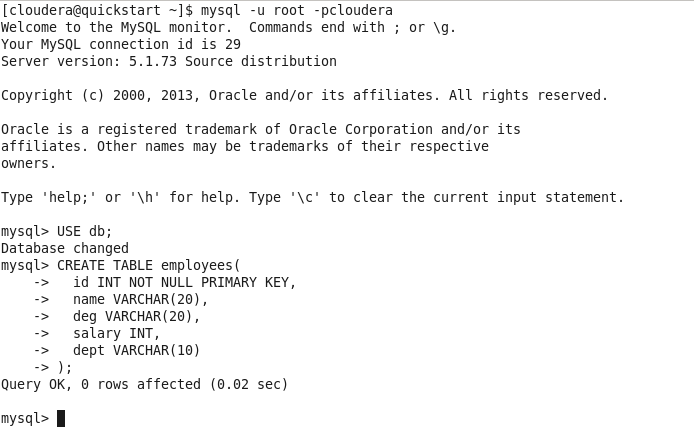 [cloudera@quickstart ~]$ mysql -u root -pcloudera
Welcome to the MySQL monitor.  Commands end with ; or \g.
Your MySQL connection id is 29
Server version: 5.1.73 Source distribution

Copyright (c) 2000, 2013, Oracle and/or its affiliates. All rights reserved.

Oracle is a registered trademark of Oracle Corporation and/or its
affiliates. Other names may be trademarks of their respective
owners.

Type 'help;' or '\h' for help. Type '\c' to clear the current input statement.

mysql> USE db;
Database changed
mysql> CREATE TABLE employees(
    ->   id INT NOT NULL PRIMARY KEY,
    ->   name VARCHAR(20),
    ->   deg VARCHAR(20),
    ->   salary INT,
    ->   dept VARCHAR(10)
    -> );
Query OK, 0 rows affected (0.02 sec)

mysql>